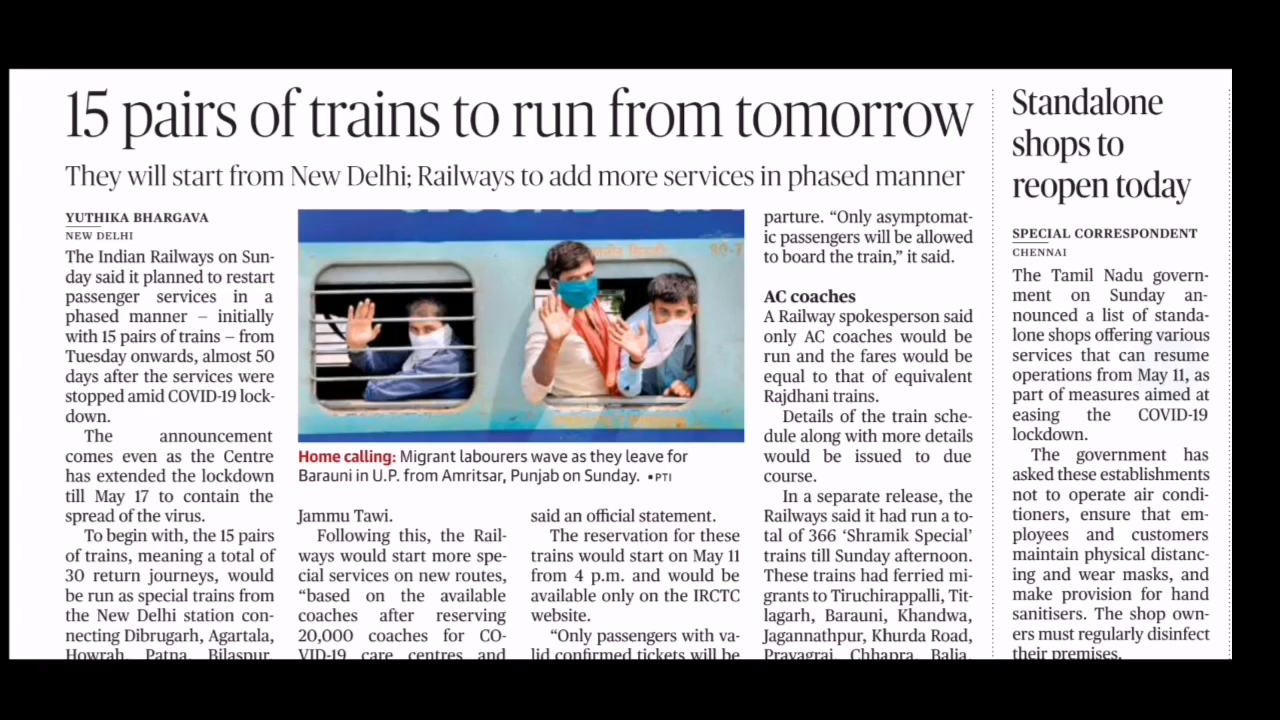 15 pairs of trains to run from tomorrow
They will start from New Delhi; Railways to add more services in phased manner
YUTHIKA BHARGAVA
NEW DELHI
The Indian Railways on Sun-
day said it planned to restart
passenger services in a
phased manner – initially
with 15 pairs of trains – from
Tuesday onwards, almost 50
days after the services were
stopped amid COVID-19 lock-
down.
The announcement
comes even as the Centre
has extended the lockdown
till May 17 to contain the
spread of the virus.
To begin with, the 15 pairs
of trains, meaning a total of
30 return journeys, would
be run as special trains from
the New Delhi station con-
necting Dibrugarh, Agartala,
Howrah, Patna, Bilaspur,
Home calling: Migrant labourers wave as they leave for
Barauni in U.P. from Amritsar, Punjab on Sunday. ▪PTI
Jammu Tawi.
Following this, the Rail-
ways would start more spe-
cial services on new routes,
“based on the available
coaches after reserving
20,000 coaches for CO-
VID-19 care centres and
said an official statement.
The reservation for these
trains would start on May 11
from 4 p.m. and would be
available only on the IRCTC
website.
“Only passengers with va-
lid confirmed tickets will be
parture. “Only asymptomat-
ic passengers will be allowed
to board the train,” it said.
AC coaches
A Railway spokesperson said
only AC coaches would be
run and the fares would be
equal to that of equivalent
Rajdhani trains.
Details of the train sche-
dule along with more details
would be issued to due
course.
In a separate release, the
Railways said it had run a to-
tal of 366 ‘Shramik Special’
trains till Sunday afternoon.
These trains had ferried mi-
grants to Tiruchirappalli, Tit-
lagarh, Barauni, Khandwa,
Jagannathpur, Khurda Road,
Prayagraj, Chhapra, Balia,
Standalone
shops to
reopen today
SPECIAL CORRESPONDENT
CHENNAI
The Tamil Nadu govern-
ment on Sunday an-
nounced a list of standa-
lone shops offering various
services that can resume
operations from May 11, as
part of measures aimed at
easing the COVID-19
lockdown.
The government has
asked these establishments
not to operate air condi-
tioners, ensure that em-
ployees and customers
maintain physical distanc-
ing and wear masks, and
make provision for hand
sanitisers. The shop own-
ers must regularly disinfect
their premises.